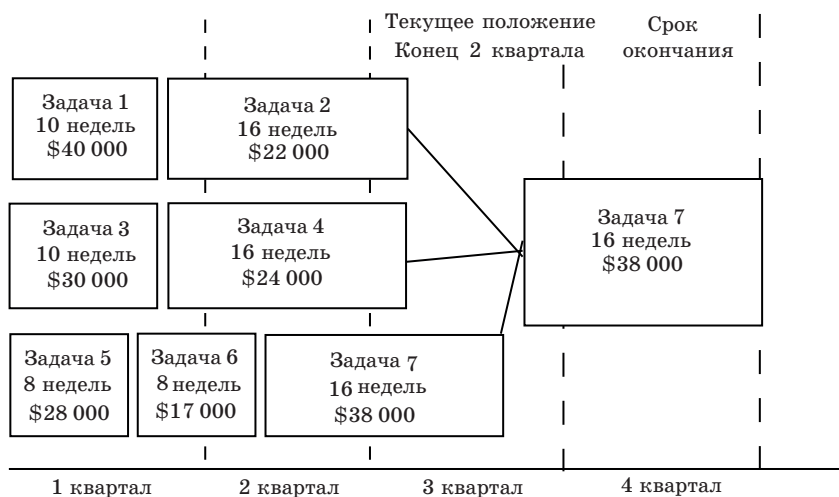 Текущее положение
Конец 2 квартала
Срок
окончания
Задача 1
10 недель
$40 000
Задача 2
16 недель
$22 000
Задача 3
10 недель
$30 000
Задача 4
16 недель
$24 000
Задача 7
16 недель
$38 000
Задача 5
8 недель
$28 000
Задача 6
8 недель
$17 000
Задача 7
16 недель
$38 000
1 квартал
2 квартал
3 квартал
4 квартал